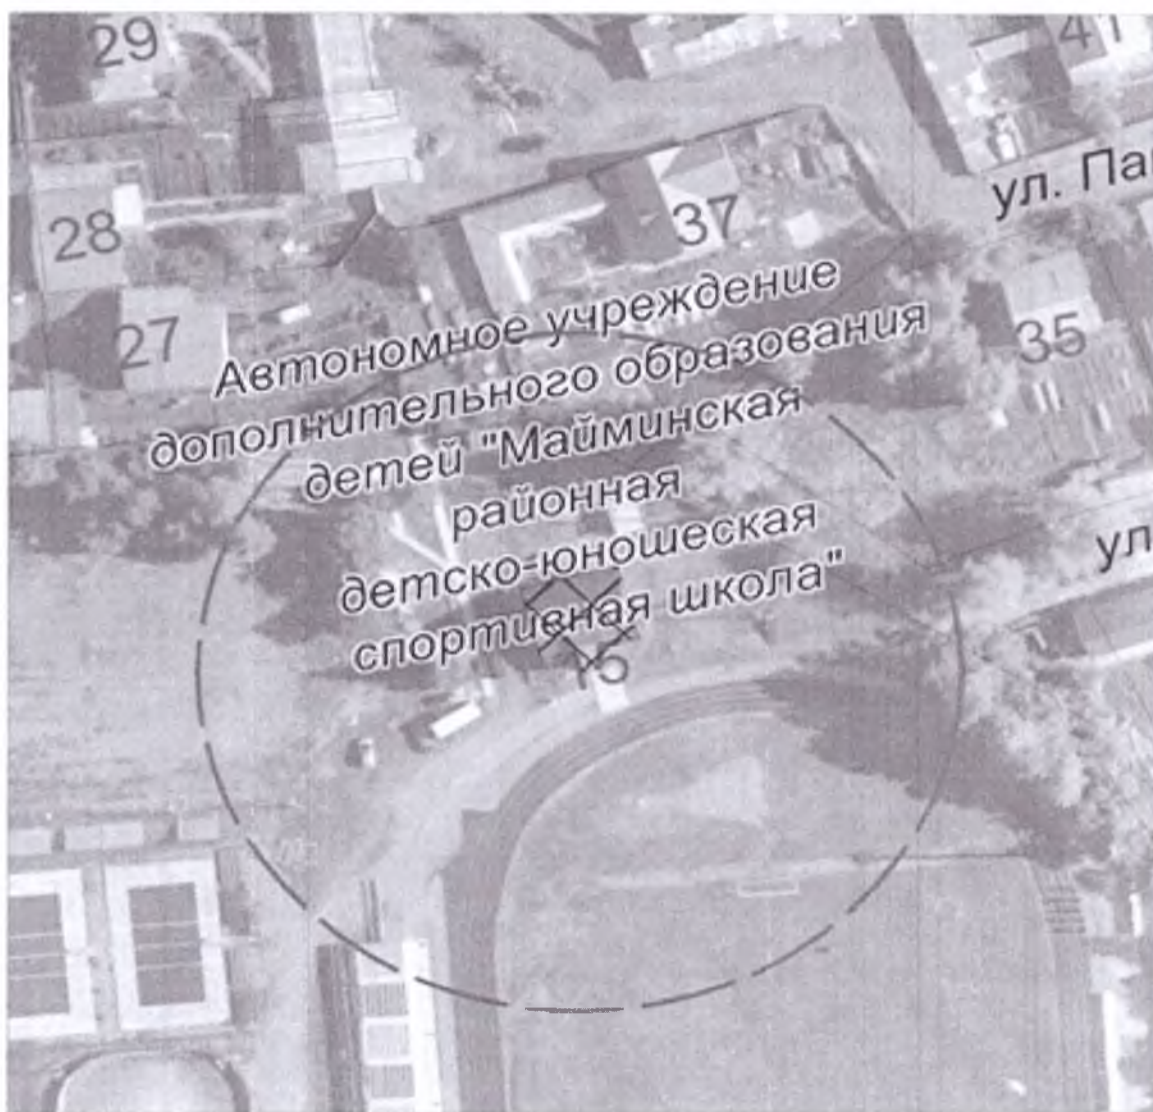 29
41
ул.
28
37
27
35
Автономное учреждение
дополнительного образования
детей "Майминская
районная
детско-юношеская
спортивная школа"
ул
15